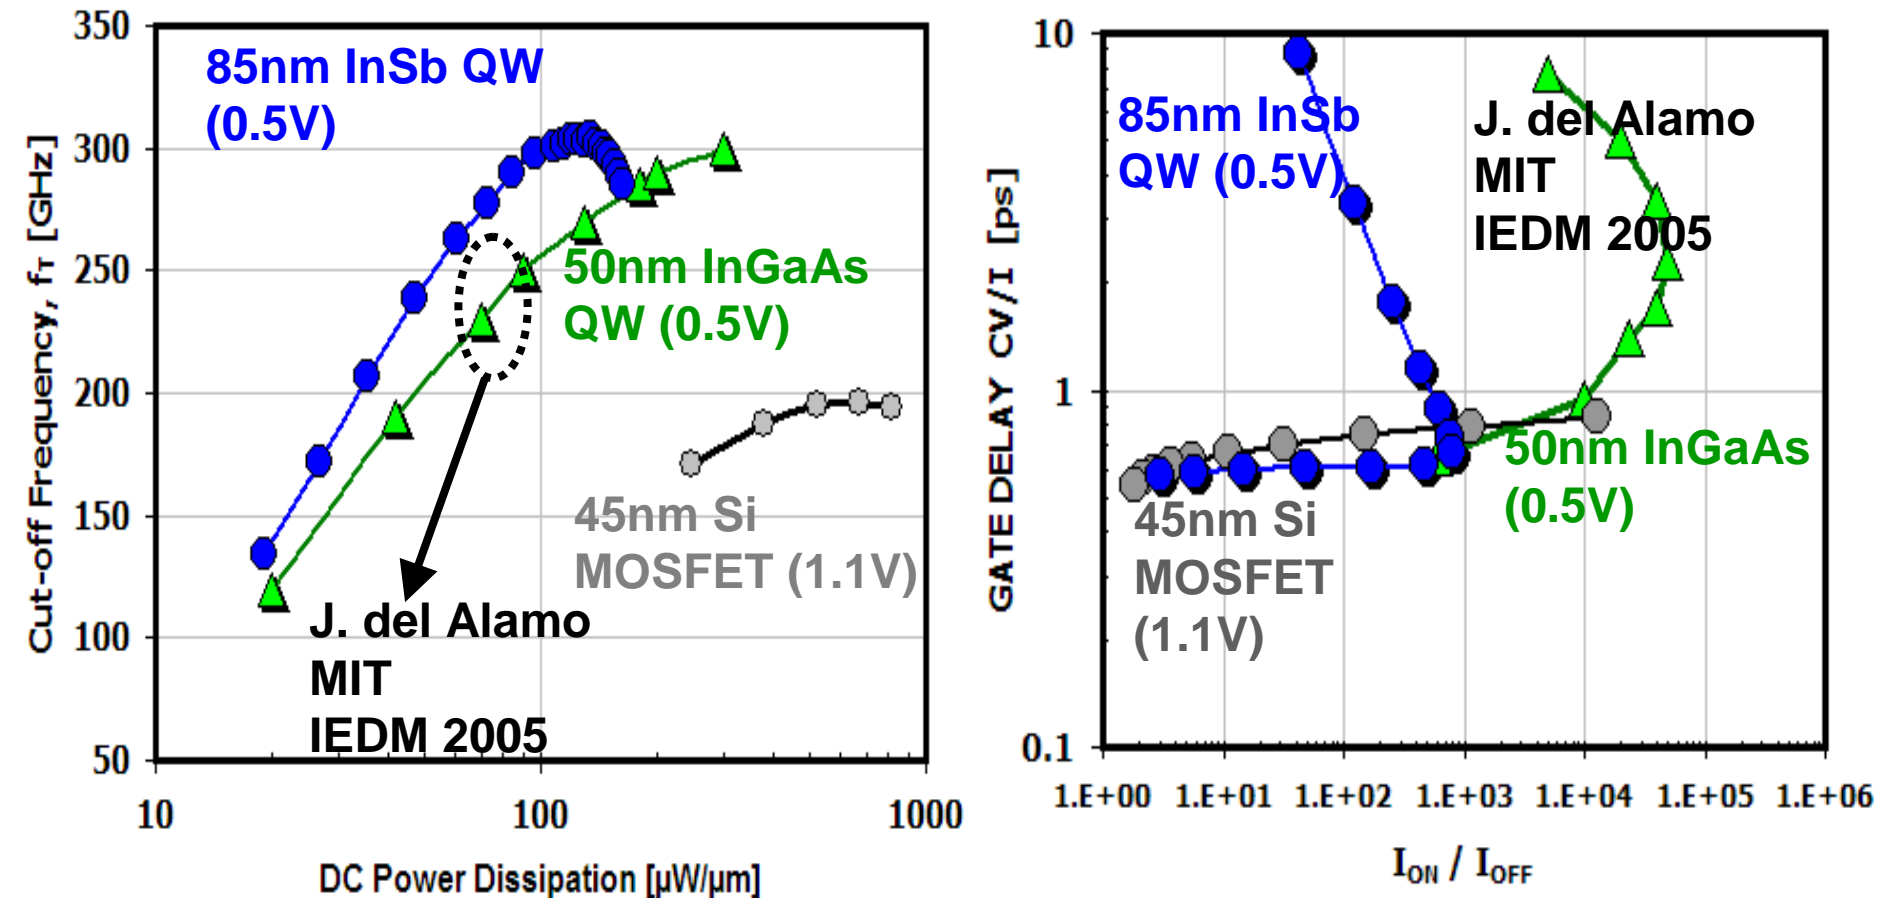 350
300
250
200
150
100
50
Cut-off Frequency, fT [GHz]
85nm InSb QW
(0.5V)
50nm InGaAs
QW (0.5V)
45nm Si
MOSFET (1.1V)
J. del Alamo
MIT
IEDM 2005
10
100
1000
DC Power Dissipation [µW/µm]
10
1
0.1
GATE DELAY CV/I [ps]
85nm InSb
QW (0.5V)
J. del Alamo
MIT
IEDM 2005
50nm InGaAs
(0.5V)
45nm Si
MOSFET
(1.1V)
1.E+00 1.E+01 1.E+02 1.E+03 1.E+04 1.E+05 1.E+06
ION / IOFF